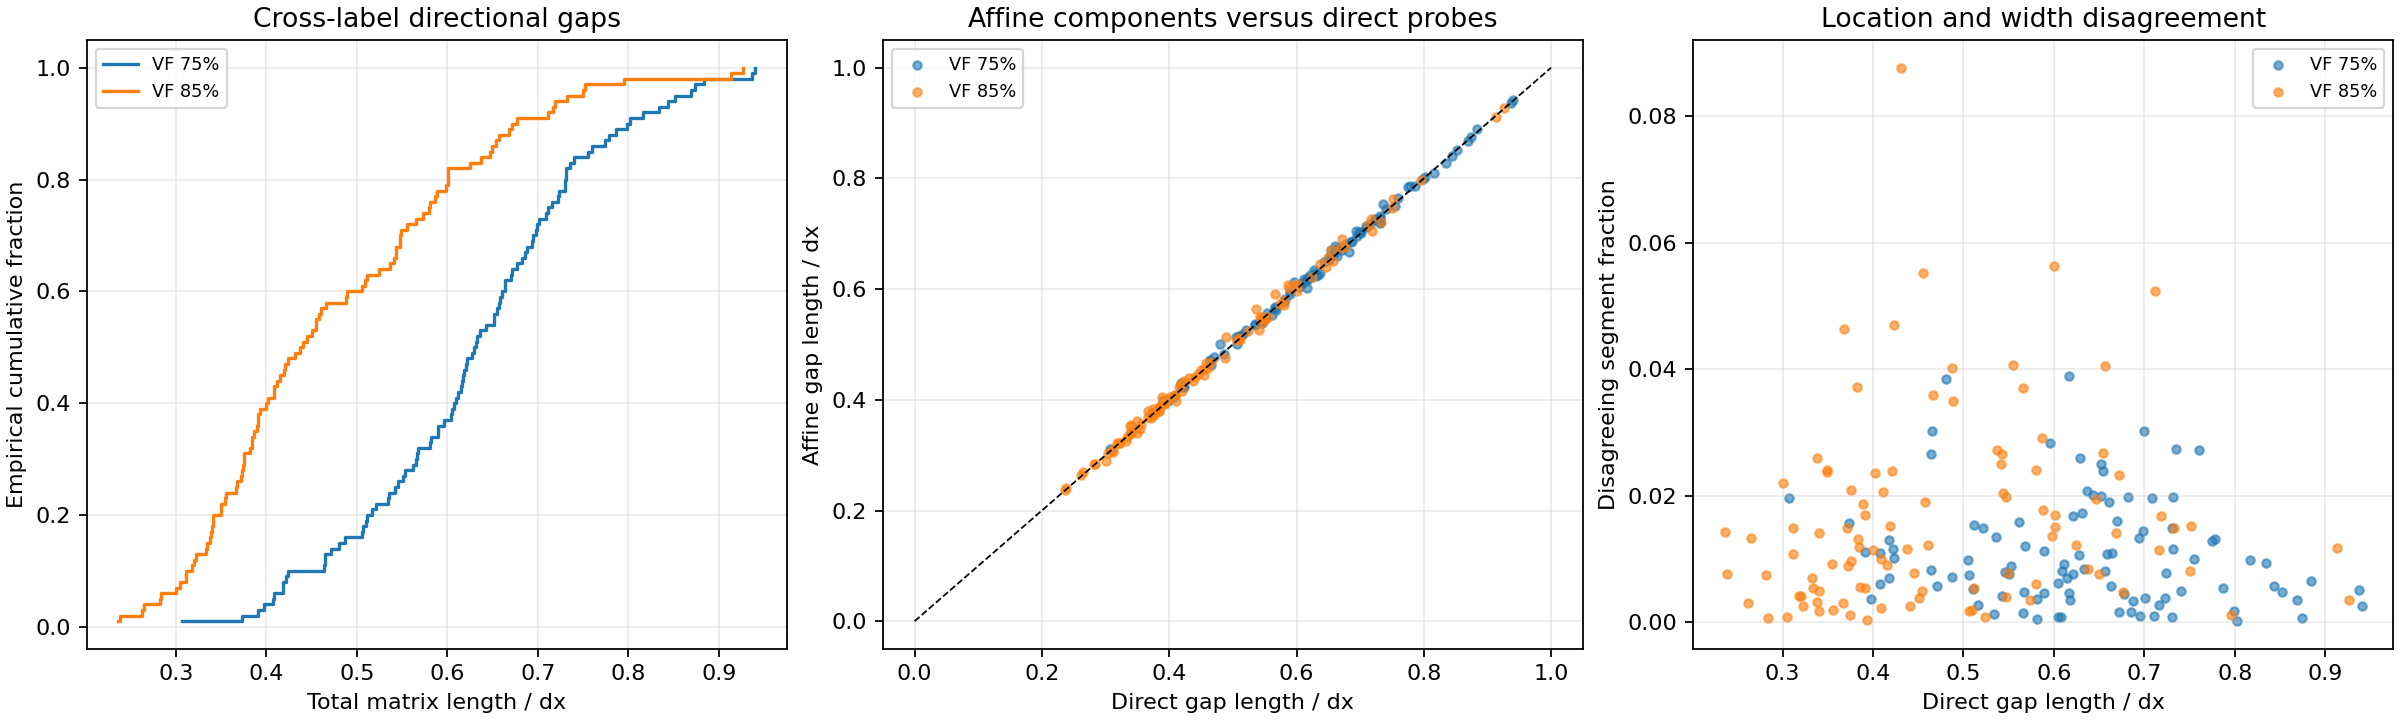 Cross-label directional gaps
VF 75%
VF 85%
Empirical cumulative fraction
1.0
0.8
0.6
0.4
0.2
0.0
0.3 0.4 0.5 0.6 0.7 0.8 0.9
Total matrix length / dx
Affine components versus direct probes
VF 75%
VF 85%
Affine gap length / dx
1.0
0.8
0.6
0.4
0.2
0.0
0.0 0.2 0.4 0.6 0.8 1.0
Direct gap length / dx
Location and width disagreement
VF 75%
VF 85%
Disagreeing segment fraction
0.08
0.06
0.04
0.02
0.00
0.3 0.4 0.5 0.6 0.7 0.8 0.9
Direct gap length / dx